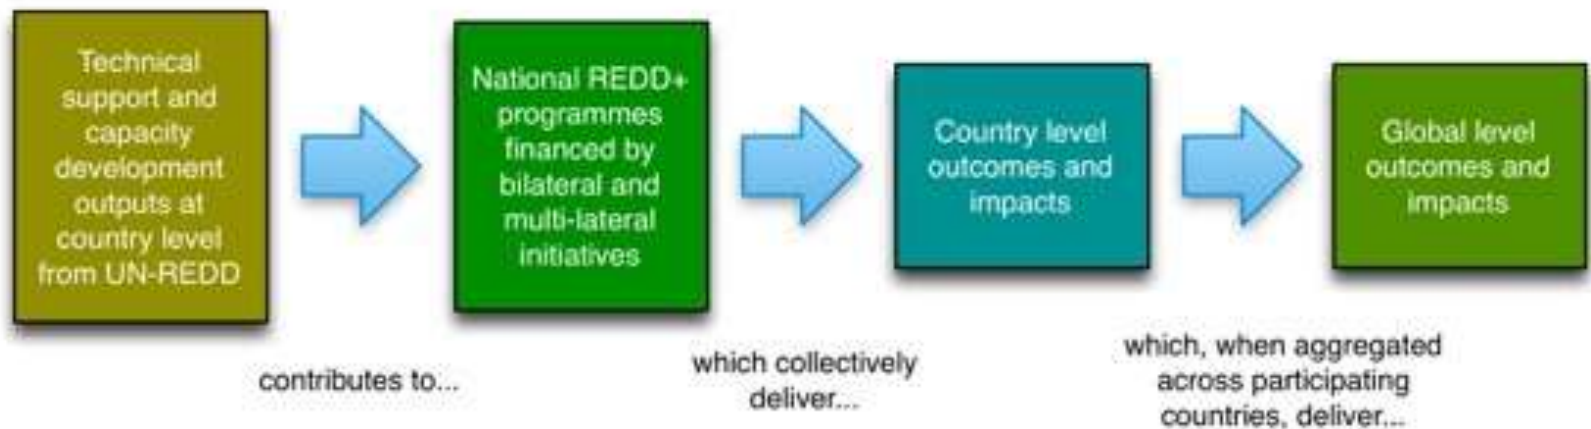 Technical
support and
capacity
development
outputs at
country level
from UN-REDD
National REDD+
programmes
financed by
bilateral and
multi-lateral
initiatives
Country level
outcomes and
impacts
Global level
outcomes and
impacts
contributes to...
which collectively
deliver...
which, when aggregated
across participating
countries, deliver...